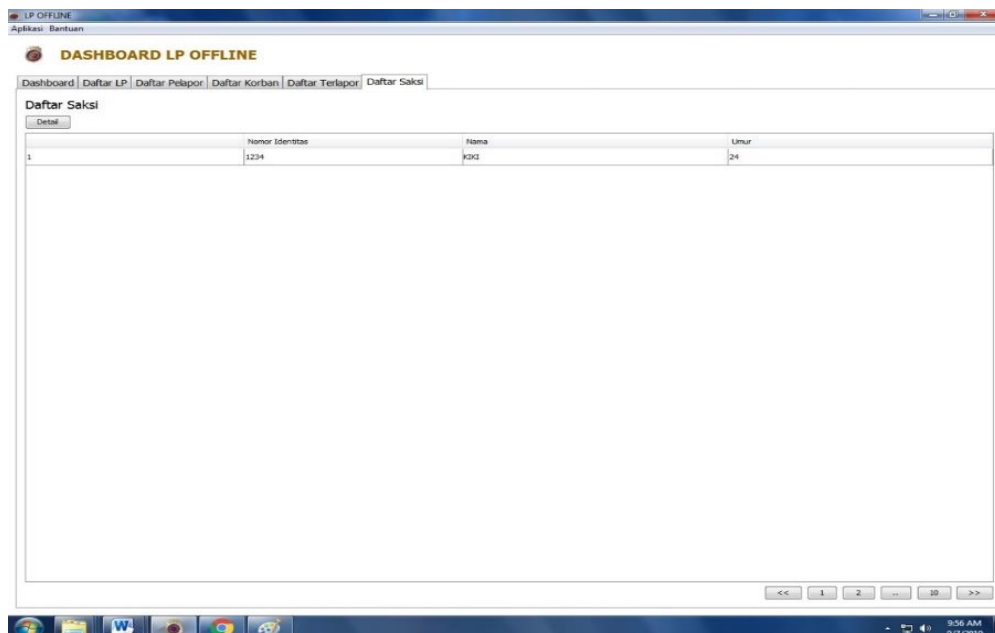 LP OFFLINE
Aplikasi Bantuan
DASHBOARD LP OFFLINE
Dashboard Daftar LP Daftar Pelapor Daftar Korban Daftar Terlapor Daftar Saksi
Daftar Saksi
Detail
Nomor Identitas Nama Umur
1 1234 KIKI 24
<< 1 2 .. 10 >>
9:56 AM